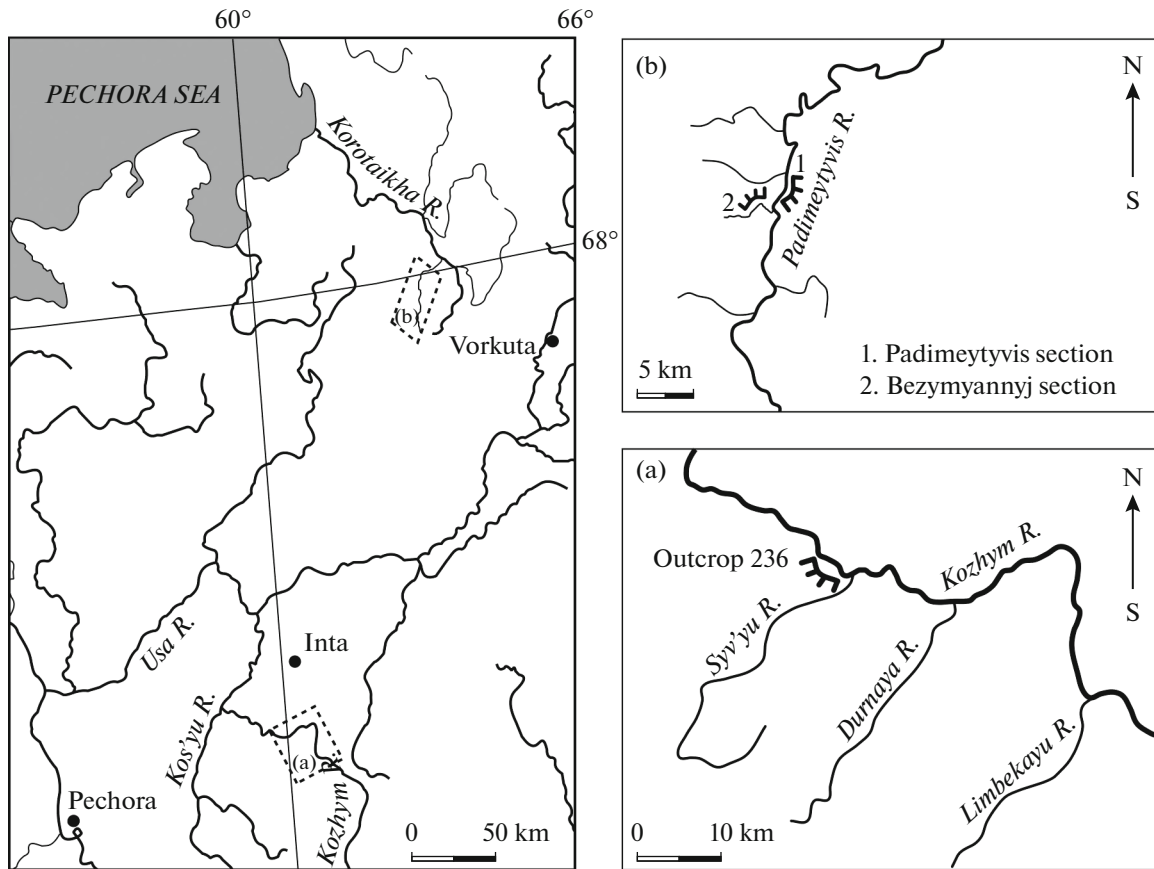 60°
66°
PECHORA SEA
Korotaikha R.
68°
(b)
Vorkuta
Usa R.
Inta
Kos'yu R.
(a)
Kozhym R.
Pechora
0 50 km
(b)
N
S
Padimeytyvis R.
1
2
5 km
1. Padimeytyvis section
2. Bezymyannyj section
(a)
N
S
Outcrop 236
Kozhym R.
Syv'yu R.
Durnaya R.
Limbekayu R.
0 10 km